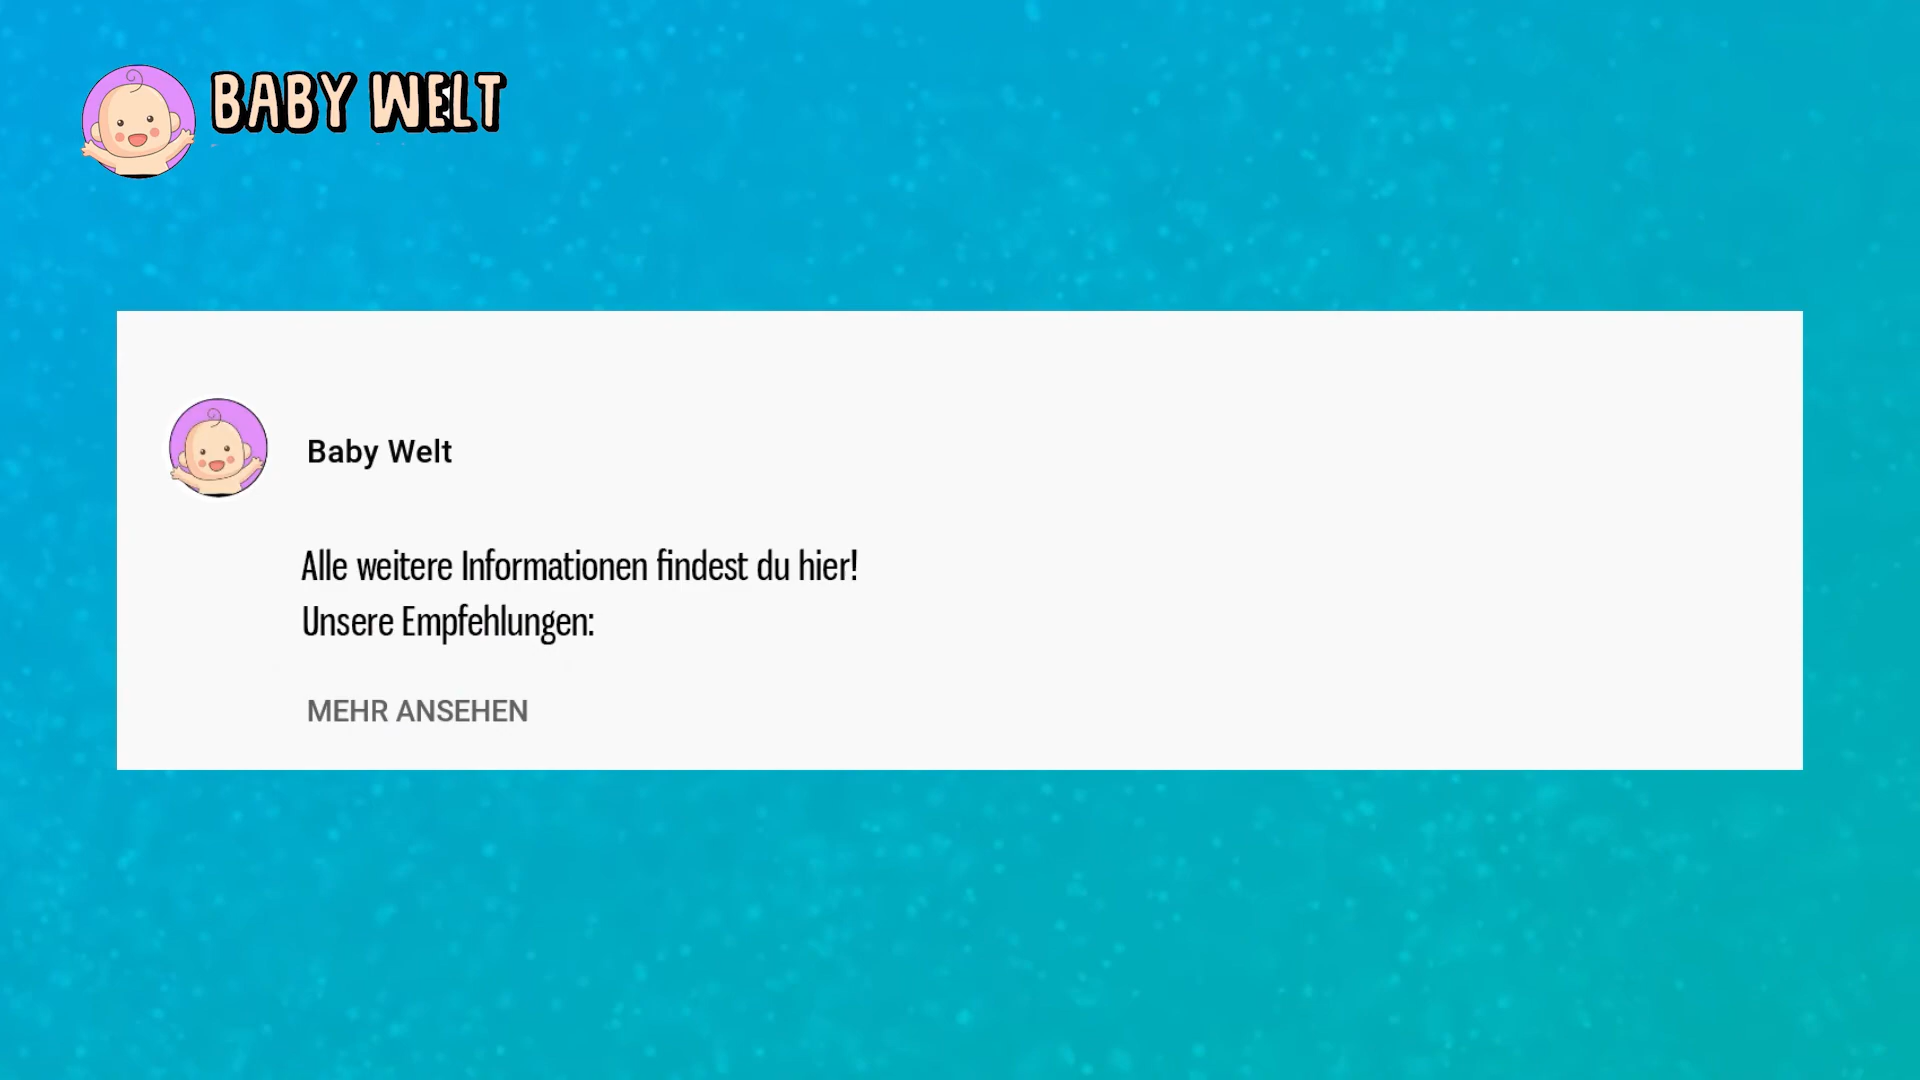 BABY WELT
Baby Welt
Alle weitere Informationen findest du hier!
Unsere Empfehlungen:
MEHR ANSEHEN